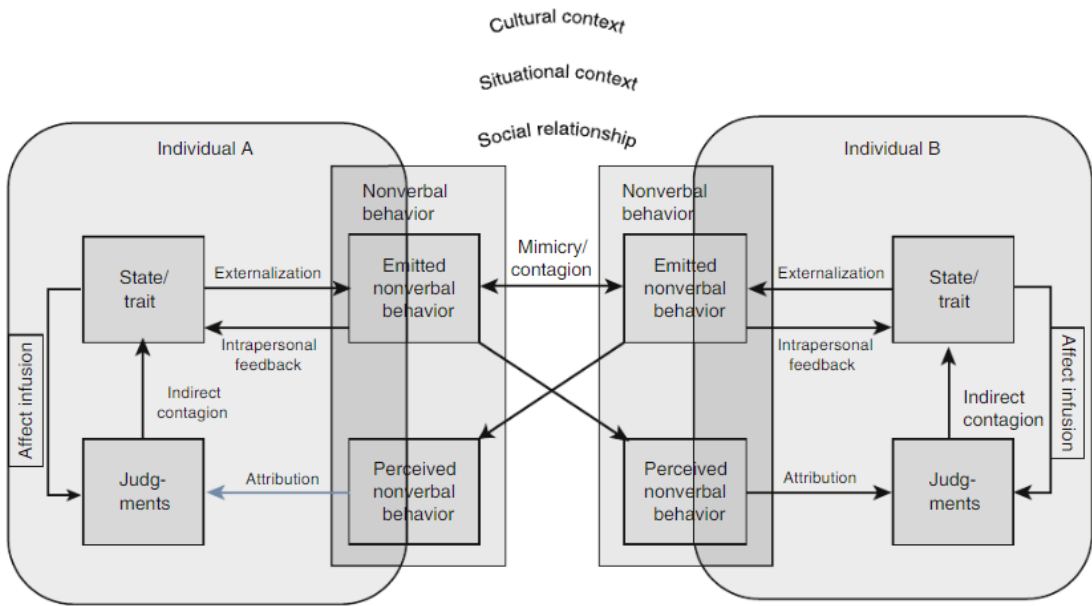 Cultural context
Situational context
Social relationship
Individual A
Nonverbal
behavior
State/
trait
Externalization
Emitted
nonverbal
behavior
Intrapersonal
feedback
Affect infusion
Indirect
contagion
Judg-
ments
Attribution
Perceived
nonverbal
behavior
Mimicry/
contagion
Individual B
Nonverbal
behavior
Emitted
nonverbal
behavior
Externalization
State/
trait
Intrapersonal
feedback
Affect infusion
Indirect
contagion
Perceived
nonverbal
behavior
Attribution
Judg-
ments